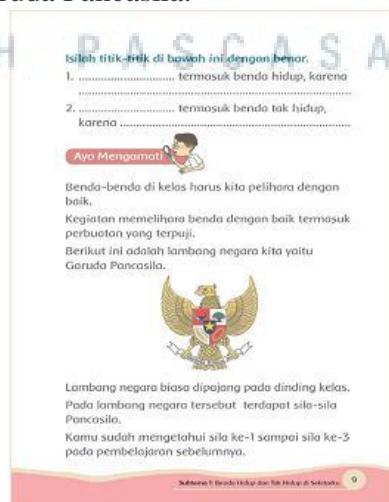 Isilah titik-titik di bawah ini dengan benar.
1. ............................ termasuk benda hidup, karena
................................................................................
2. ............................ termasuk benda tak hidup,
karena ....................................................................
Ayo Mengamati
Benda-benda di kelas harus kita pelihara dengan
baik.
Kegiatan memelihara benda dengan baik termasuk
perbuatan yang terpuji.
Berikut ini adalah lambang negara kita yaitu
Garuda Pancasila.
Lambang negara biasa dipajang pada dinding kelas.
Pada lambang negara tersebut terdapat sila-sila
Pancasila.
Kamu sudah mengetahui sila ke-1 sampai sila ke-3
pada pembelajaran sebelumnya.
Subtema 1: Benda Hidup dan Tak Hidup di Sekitarku 9